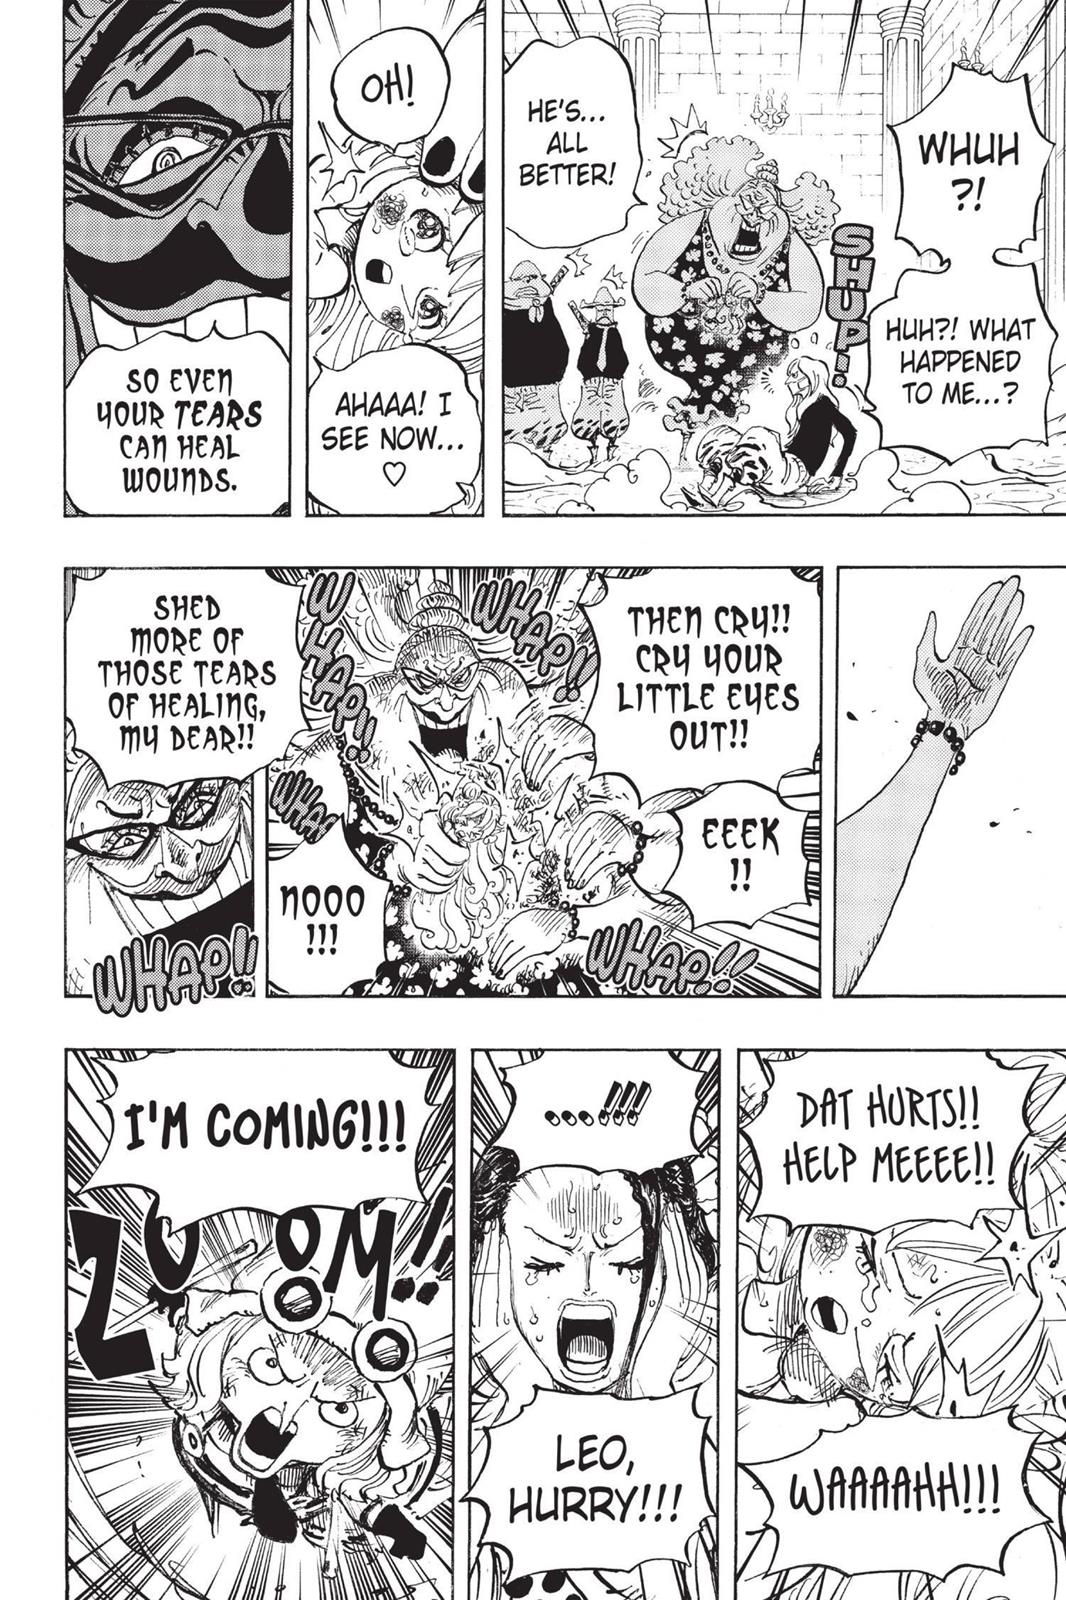 WHUH
?!
HUH?! WHAT
HAPPENED
TO ME...?
SHUP!
HE'S...
ALL
BETTER!
OH!
AHAAA! I
SEE NOW...
♡
SO EVEN
YOUR TEARS
CAN HEAL
WOUNDS.
THEN CRY!!
CRY YOUR
LITTLE EYES
OUT!!
EEEK
!!
WHAP!!
WHAP!!
WHAP!!
WHAP!
NOOO
!!!
SHED
MORE OF
THOSE TEARS
OF HEALING,
MY DEAR!!
WHAP!!
DAT HURTS!!
HELP MEEEE!!
WAAAAHH!!!
...!!!
LEO,
HURRY!!!
I'M COMING!!!
ZOOM!!